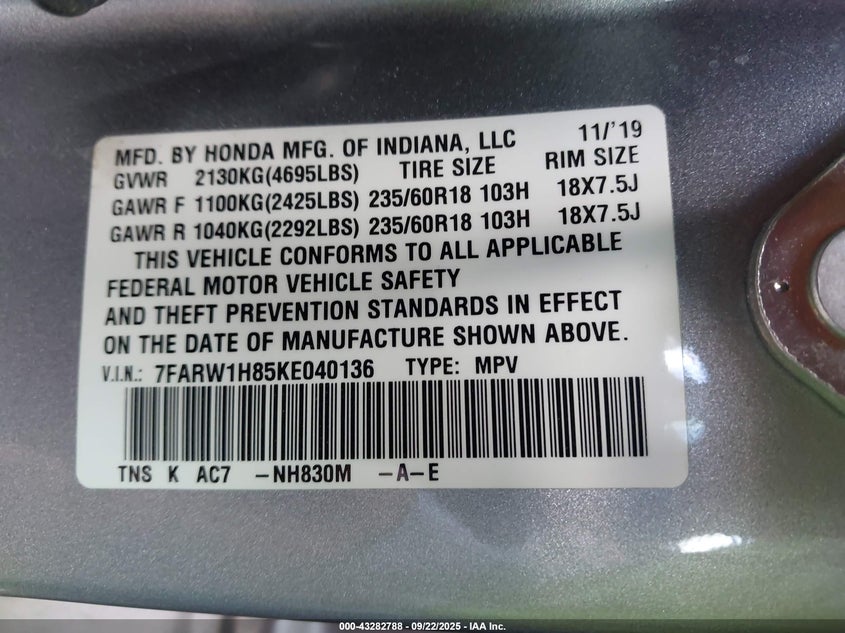 MFD. BY HONDA MFG. OF INDIANA, LLC 11/'19
GVWR 2130KG(4695LBS) TIRE SIZE RIM SIZE
GAWR F 1100KG(2425LBS) 235/60R18 103H 18X7.5J
GAWR R 1040KG(2292LBS) 235/60R18 103H 18X7.5J
THIS VEHICLE CONFORMS TO ALL APPLICABLE
FEDERAL MOTOR VEHICLE SAFETY
AND THEFT PREVENTION STANDARDS IN EFFECT
ON THE DATE OF MANUFACTURE SHOWN ABOVE.
V.I.N.: 7FARW1H85KE040136 TYPE: MPV
TNS K AC7 -NH830M -A-E
000-43282788 - 09/22/2025 - IAA Inc.